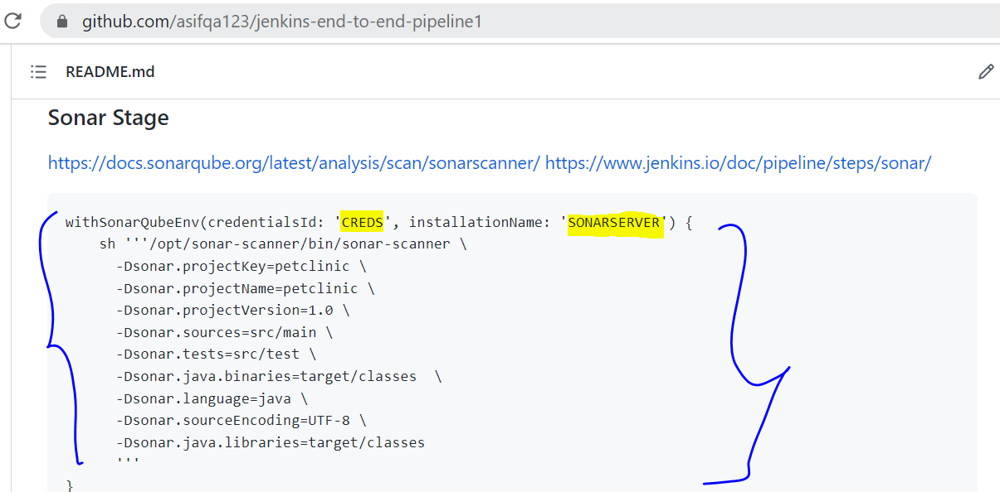 github.com/asifqa123/jenkins-end-to-end-pipeline1
README.md
Sonar Stage
https://docs.sonarqube.org/latest/analysis/scan/sonarscanner/ https://www.jenkins.io/doc/pipeline/steps/sonar/
withSonarQubeEnv(credentialsId: 'CREDS', installationName: 'SONARSERVER') {
sh '''/opt/sonar-scanner/bin/sonar-scanner \
-Dsonar.projectKey=petclinic \
-Dsonar.projectName=petclinic \
-Dsonar.projectVersion=1.0 \
-Dsonar.sources=src/main \
-Dsonar.tests=src/test \
-Dsonar.java.binaries=target/classes  \
-Dsonar.language=java \
-Dsonar.sourceEncoding=UTF-8 \
-Dsonar.java.libraries=target/classes
'''
}